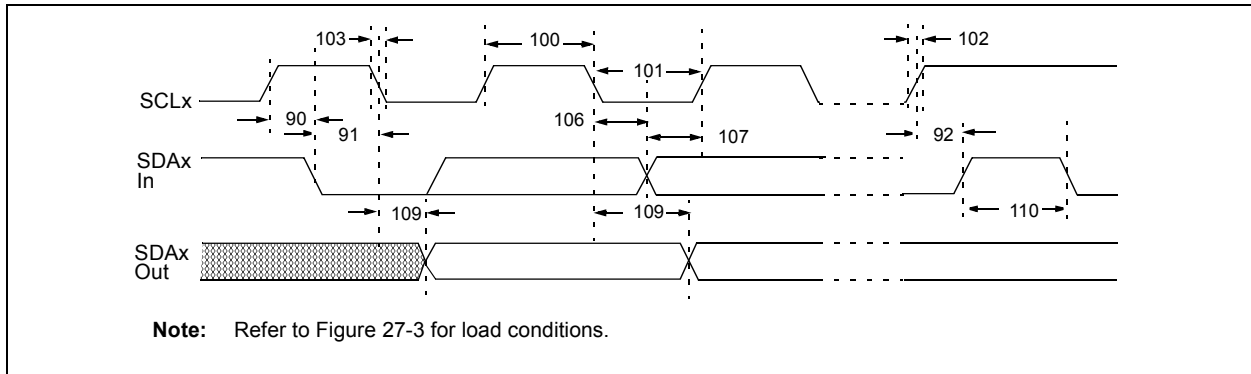 103
100
102
101
SCLx
90
91
106
107
92
SDAx
In
109
109
110
SDAx
Out
Note: Refer to Figure 27-3 for load conditions.